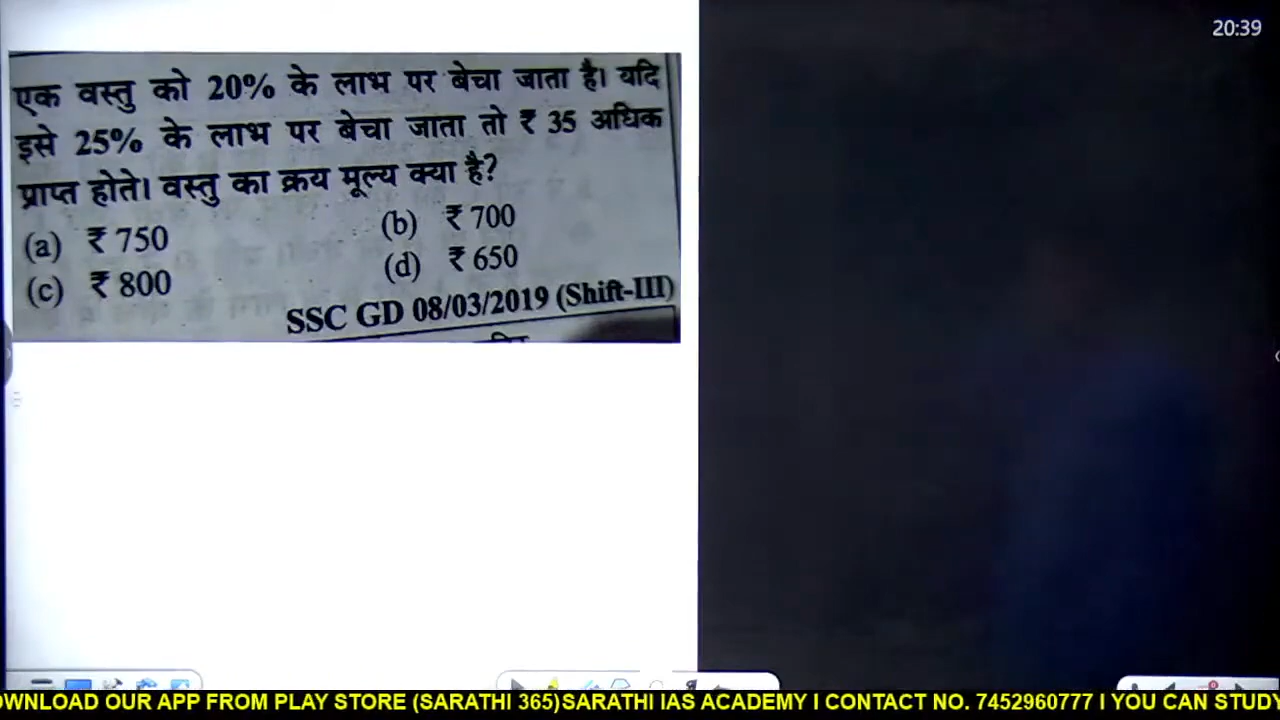 20:39
एक वस्तु को 20% के लाभ पर बेचा जाता है। यदि
इसे 25% के लाभ पर बेचा जाता तो ₹ 35 अधिक
प्राप्त होते। वस्तु का क्रय मूल्य क्या है?
(a) ₹ 750 (b) ₹ 700
(c) ₹ 800 (d) ₹ 650
SSC GD 08/03/2019 (Shift-III)
OWNLOAD OUR APP FROM PLAY STORE (SARATHI 365)SARATHI IAS ACADEMY I CONTACT NO. 7452960777 I YOU CAN STUDY